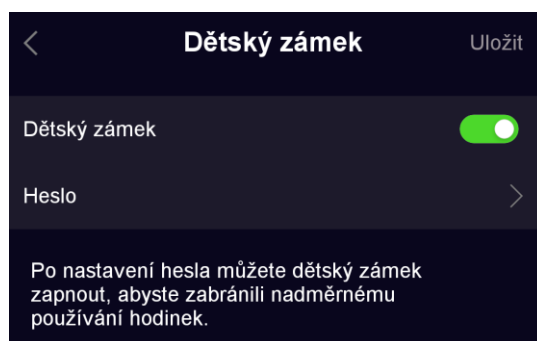 Dětský zámek
Uložit
Dětský zámek
Heslo
Po nastavení hesla můžete dětský zámek
zapnout, abyste zabránili nadměrnému
používání hodinek.